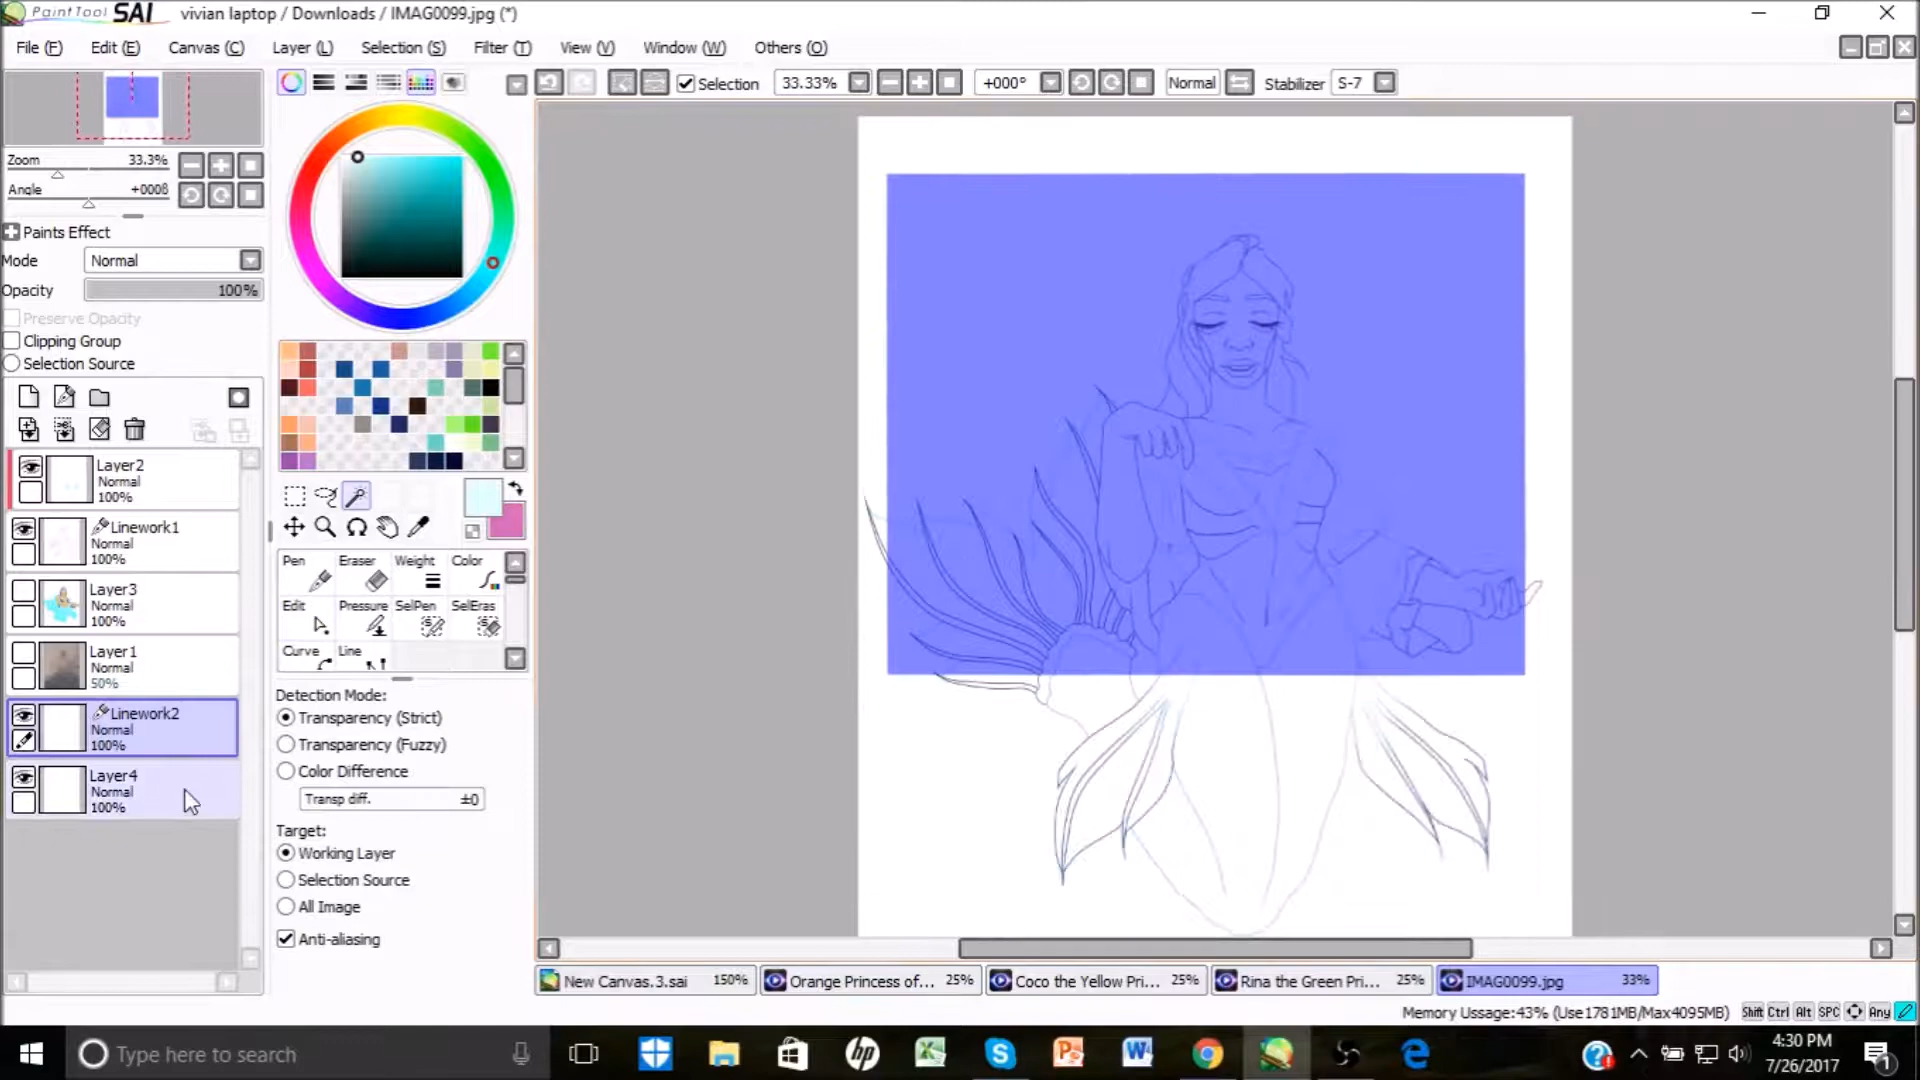 PaintTool SAI vivian laptop / Downloads / IMAG0099.jpg (*)
File (F) Edit (E) Canvas (C) Layer (L) Selection (S) Filter (T) View (V) Window (W) Others (O)
Selection 33.33% +000° Normal Stabilizer S-7
Zoom 33.3%
Angle +000ß
Paints Effect
Mode Normal
Opacity 100%
Preserve Opacity
Clipping Group
Selection Source
Layer2
Normal
100%
Linework1
Normal
100%
Layer3
Normal
100%
Layer1
Normal
50%
Linework2
Normal
100%
Layer4
Normal
100%
Pen Eraser Weight Color
Edit Pressure SelPen SelEras
Curve Line
Detection Mode:
Transparency (Strict)
Transparency (Fuzzy)
Color Difference
Transp diff. ±0
Target:
Working Layer
Selection Source
All Image
Anti-aliasing
New Canvas.3.sai 150% Orange Princess of... 25% Coco the Yellow Pri... 25% Rina the Green Pri... 25% IMAG0099.jpg 33%
Memory Ussage:43% (Use1781MB/Max4095MB) Shift Ctrl Alt SPC Any
Type here to search
4:30 PM
7/26/2017
1